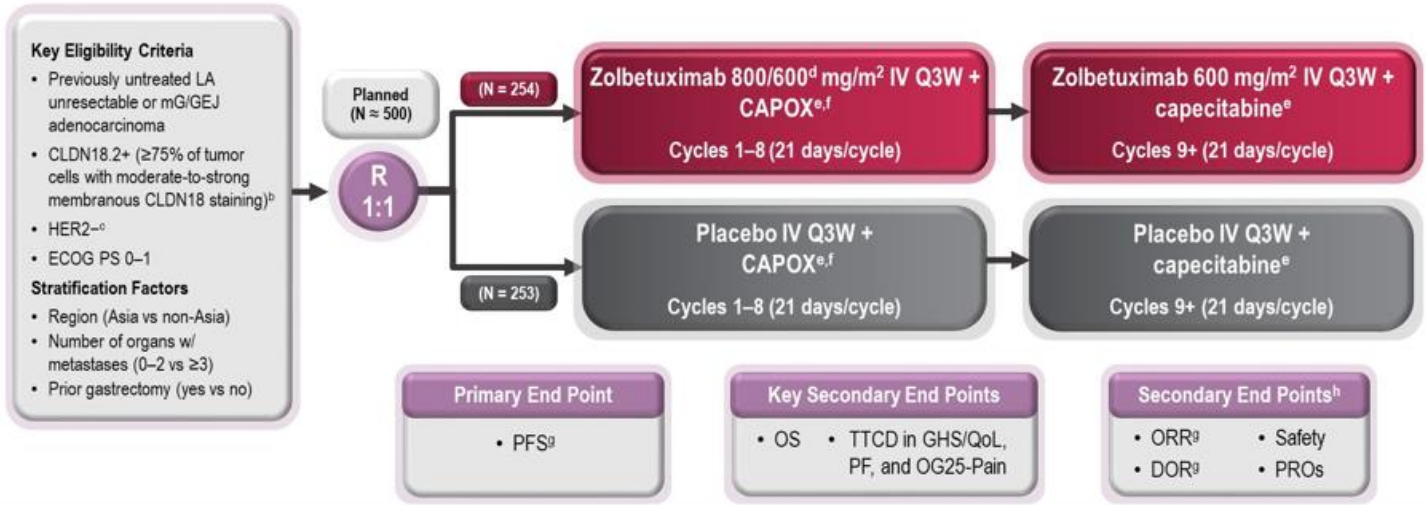 Key Eligibility Criteria
• Previously untreated LA
unresectable or mG/GEJ
adenocarcinoma
• CLDN18.2+ (≥75% of tumor
cells with moderate-to-strong
membranous CLDN18 staining)ᵇ
• HER2–ᶜ
• ECOG PS 0–1
Stratification Factors
• Region (Asia vs non-Asia)
• Number of organs w/
metastases (0–2 vs ≥3)
• Prior gastrectomy (yes vs no)
Planned
(N ≈ 500)
R
1:1
(N = 254)
Zolbetuximab 800/600ᵈ mg/m² IV Q3W +
CAPOXᵉ,ᶠ
Cycles 1–8 (21 days/cycle)
Zolbetuximab 600 mg/m² IV Q3W +
capecitabineᵉ
Cycles 9+ (21 days/cycle)
(N = 253)
Placebo IV Q3W +
CAPOXᵉ,ᶠ
Cycles 1–8 (21 days/cycle)
Placebo IV Q3W +
capecitabineᵉ
Cycles 9+ (21 days/cycle)
Primary End Point
• PFSᵍ
Key Secondary End Points
• OS • TTCD in GHS/QoL,
PF, and OG25-Pain
Secondary End Pointsʰ
• ORRᵍ • Safety
• DORᵍ • PROs